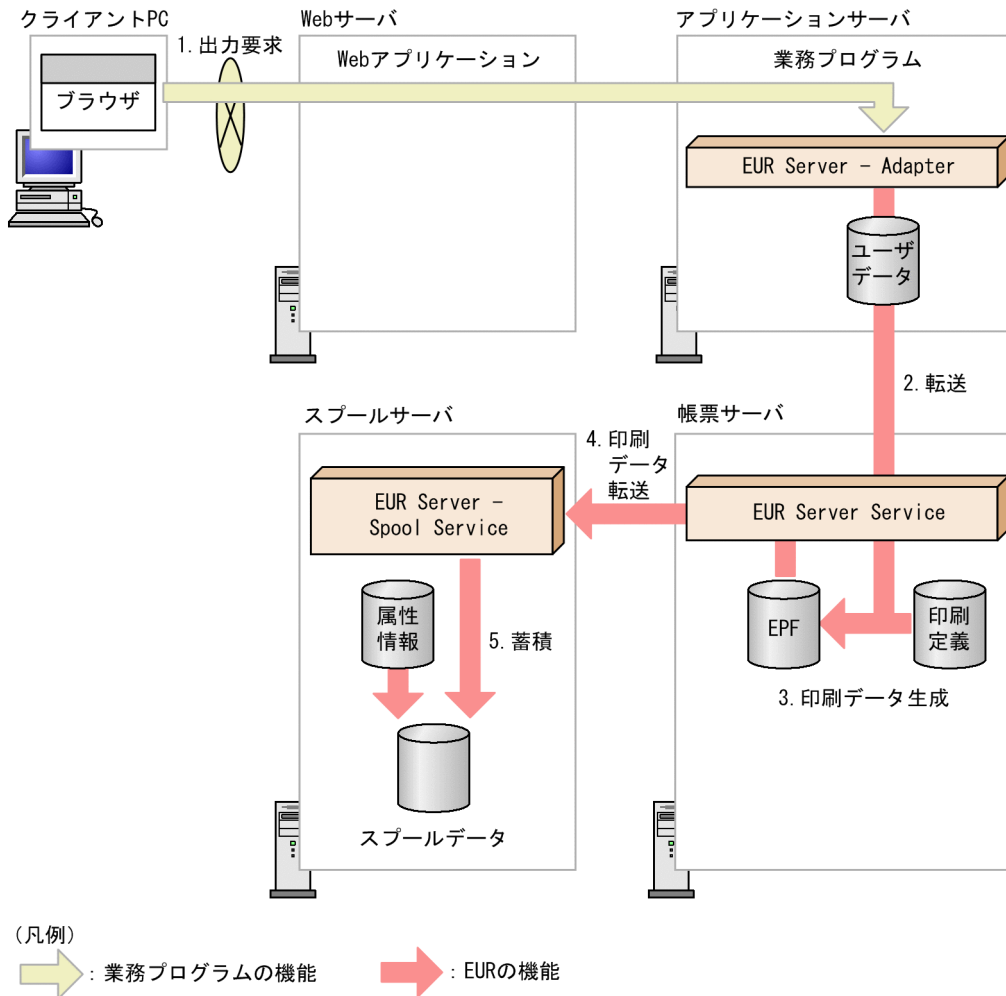 クライアントPC
1.出力要求
ブラウザ
Webサーバ
Webアプリケーション
アプリケーションサーバ
業務プログラム
EUR Server － Adapter
ユーザ
データ
2.転送
スプールサーバ
EUR Server －
Spool Service
属性
情報
5.蓄積
スプールデータ
4.印刷
データ
転送
帳票サーバ
EUR Server Service
EPF
印刷
定義
3.印刷データ生成
(凡例)
：業務プログラムの機能
：EURの機能